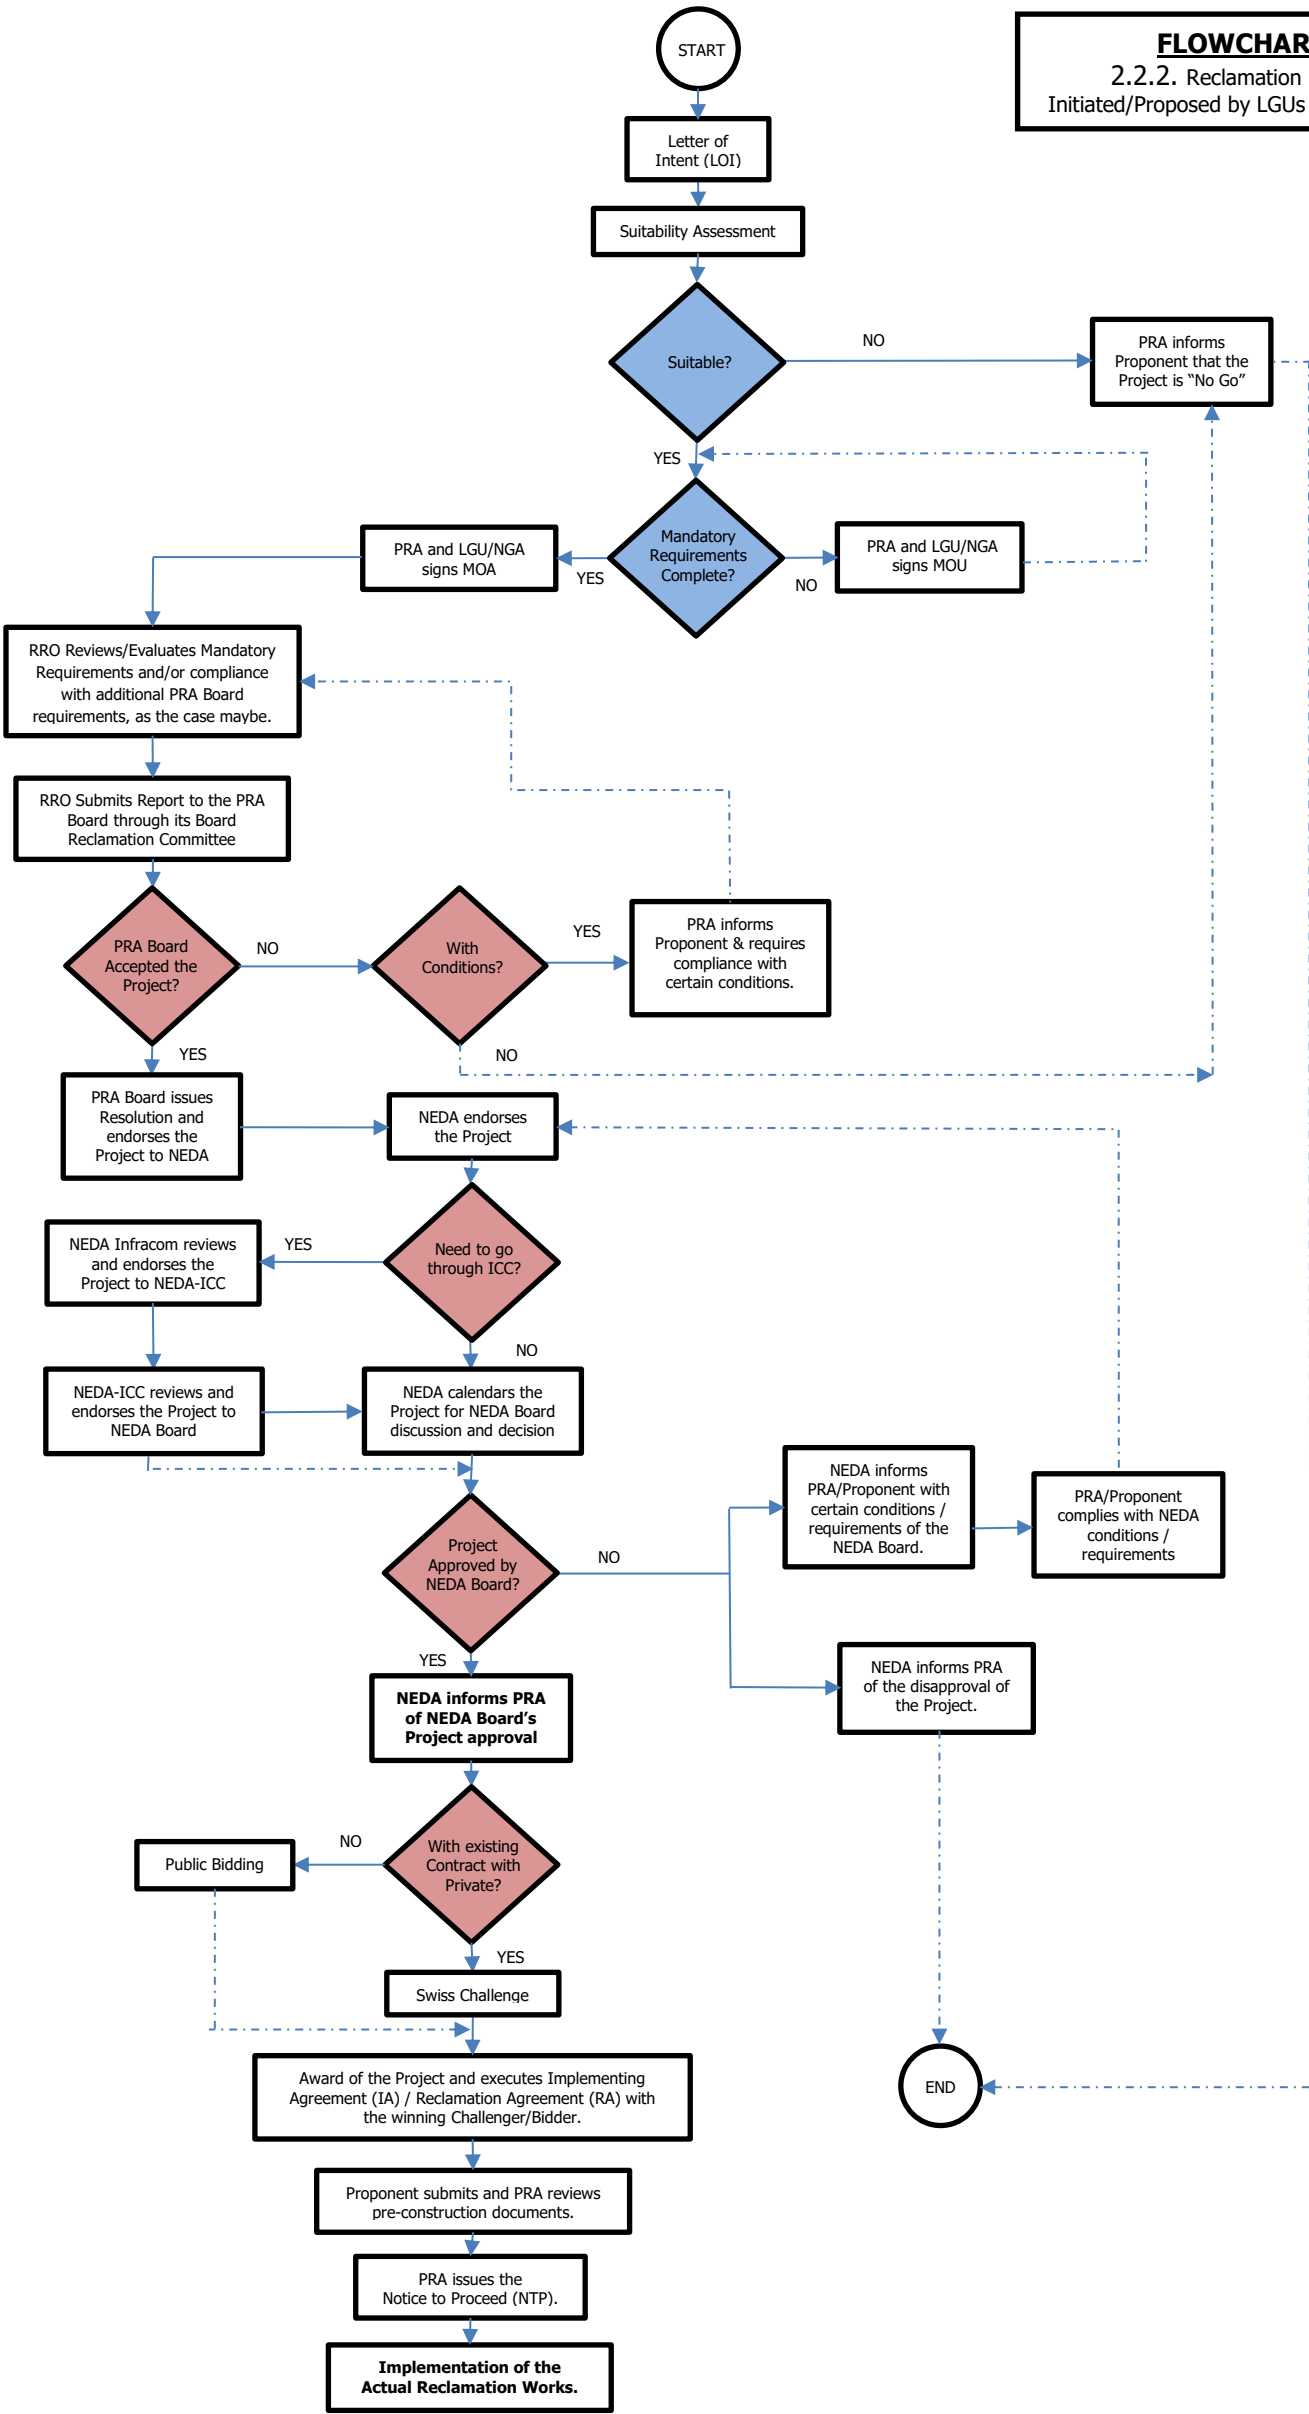 START
FLOWCHAR
2.2.2. Reclamation
Initiated/Proposed by LGUs
Letter of
Intent (LOI)
Suitability Assessment
Suitable?
NO
PRA informs
Proponent that the
Project is “No Go”
YES
Mandatory
Requirements
Complete?
PRA and LGU/NGA
signs MOA
YES
NO
PRA and LGU/NGA
signs MOU
RRO Reviews/Evaluates Mandatory
Requirements and/or compliance
with additional PRA Board
requirements, as the case maybe.
RRO Submits Report to the PRA
Board through its Board
Reclamation Committee
PRA Board
Accepted the
Project?
NO
With
Conditions?
YES
PRA informs
Proponent & requires
compliance with
certain conditions.
YES
NO
PRA Board issues
Resolution and
endorses the
Project to NEDA
NEDA endorses
the Project
NEDA Infracom reviews
and endorses the
Project to NEDA-ICC
YES
Need to go
through ICC?
NO
NEDA-ICC reviews and
endorses the Project to
NEDA Board
NEDA calendars the
Project for NEDA Board
discussion and decision
NEDA informs
PRA/Proponent with
certain conditions /
requirements of the
NEDA Board.
PRA/Proponent
complies with NEDA
conditions /
requirements
Project
Approved by
NEDA Board?
NO
YES
NEDA informs PRA
of the disapproval of
the Project.
NEDA informs PRA
of NEDA Board’s
Project approval
NO
With existing
Contract with
Private?
Public Bidding
YES
Swiss Challenge
Award of the Project and executes Implementing
Agreement (IA) / Reclamation Agreement (RA) with
the winning Challenger/Bidder.
END
Proponent submits and PRA reviews
pre-construction documents.
PRA issues the
Notice to Proceed (NTP).
Implementation of the
Actual Reclamation Works.